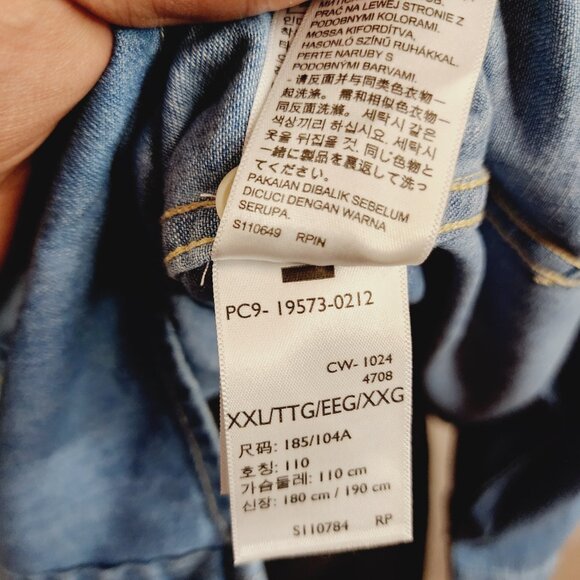 PRAĆ NA LEWEJ STRONIE Z
PODOBNYMI KOLORAMI.
MOSSA KIFORDÍTVA,
HASONLÓ SZÍNŰ RUHÁKKAL.
PERTE NARUBY S
PODOBNÝMI BARVAMI.
- 请反面并与同类色衣物一
起洗涤。需和相似色衣物一
同反面洗滌。세탁시 같은
색상끼리 하십시요. 세탁시
옷을 뒤집을 것. 同じ色物と
一緒に製品を裏返して洗っ
てください。
PAKAIAN DIBALIK SEBELUM
DICUCI DENGAN WARNA
SERUPA.
S110649 RPIN
PC9- 19573-0212
CW- 1024
4708
XXL/TTG/EEG/XXG
尺码: 185/104A
호칭: 110
가슴둘레: 110 cm
신장: 180 cm / 190 cm
S110784 RP